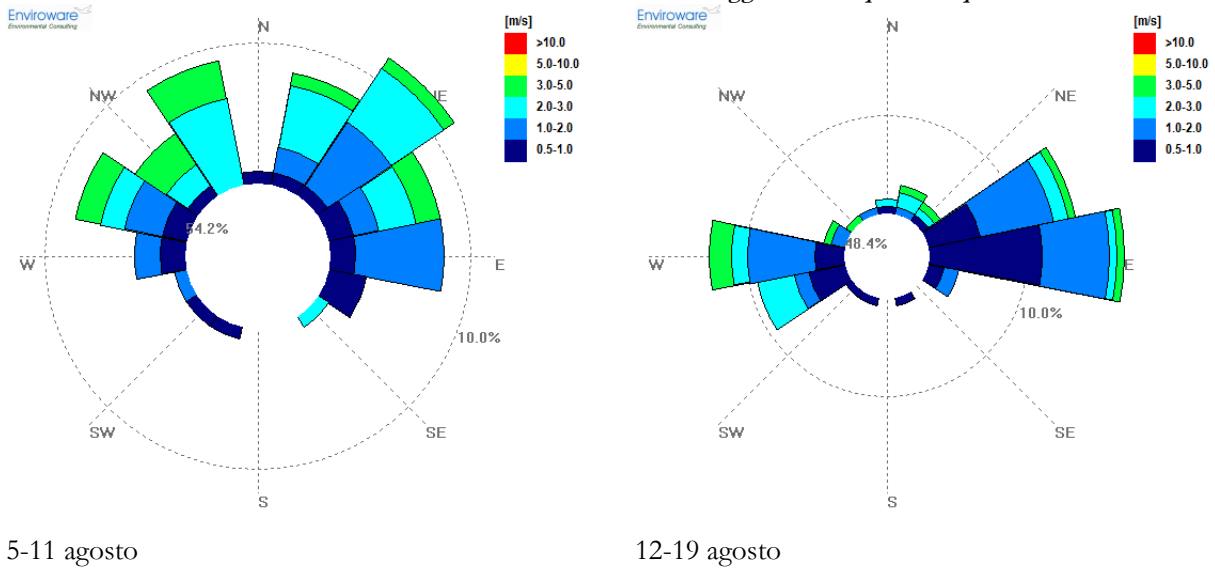 Enviroware
Environmental Consulting
N
NW
E
W
E
SW
SE
S
54.2%
10.0%
[m/s]
>10.0
5.0-10.0
3.0-5.0
2.0-3.0
1.0-2.0
0.5-1.0
5-11 agosto
Enviroware
Environmental Consulting
N
NW
NE
W
E
SW
SE
S
48.4%
10.0%
[m/s]
>10.0
5.0-10.0
3.0-5.0
2.0-3.0
1.0-2.0
0.5-1.0
12-19 agosto